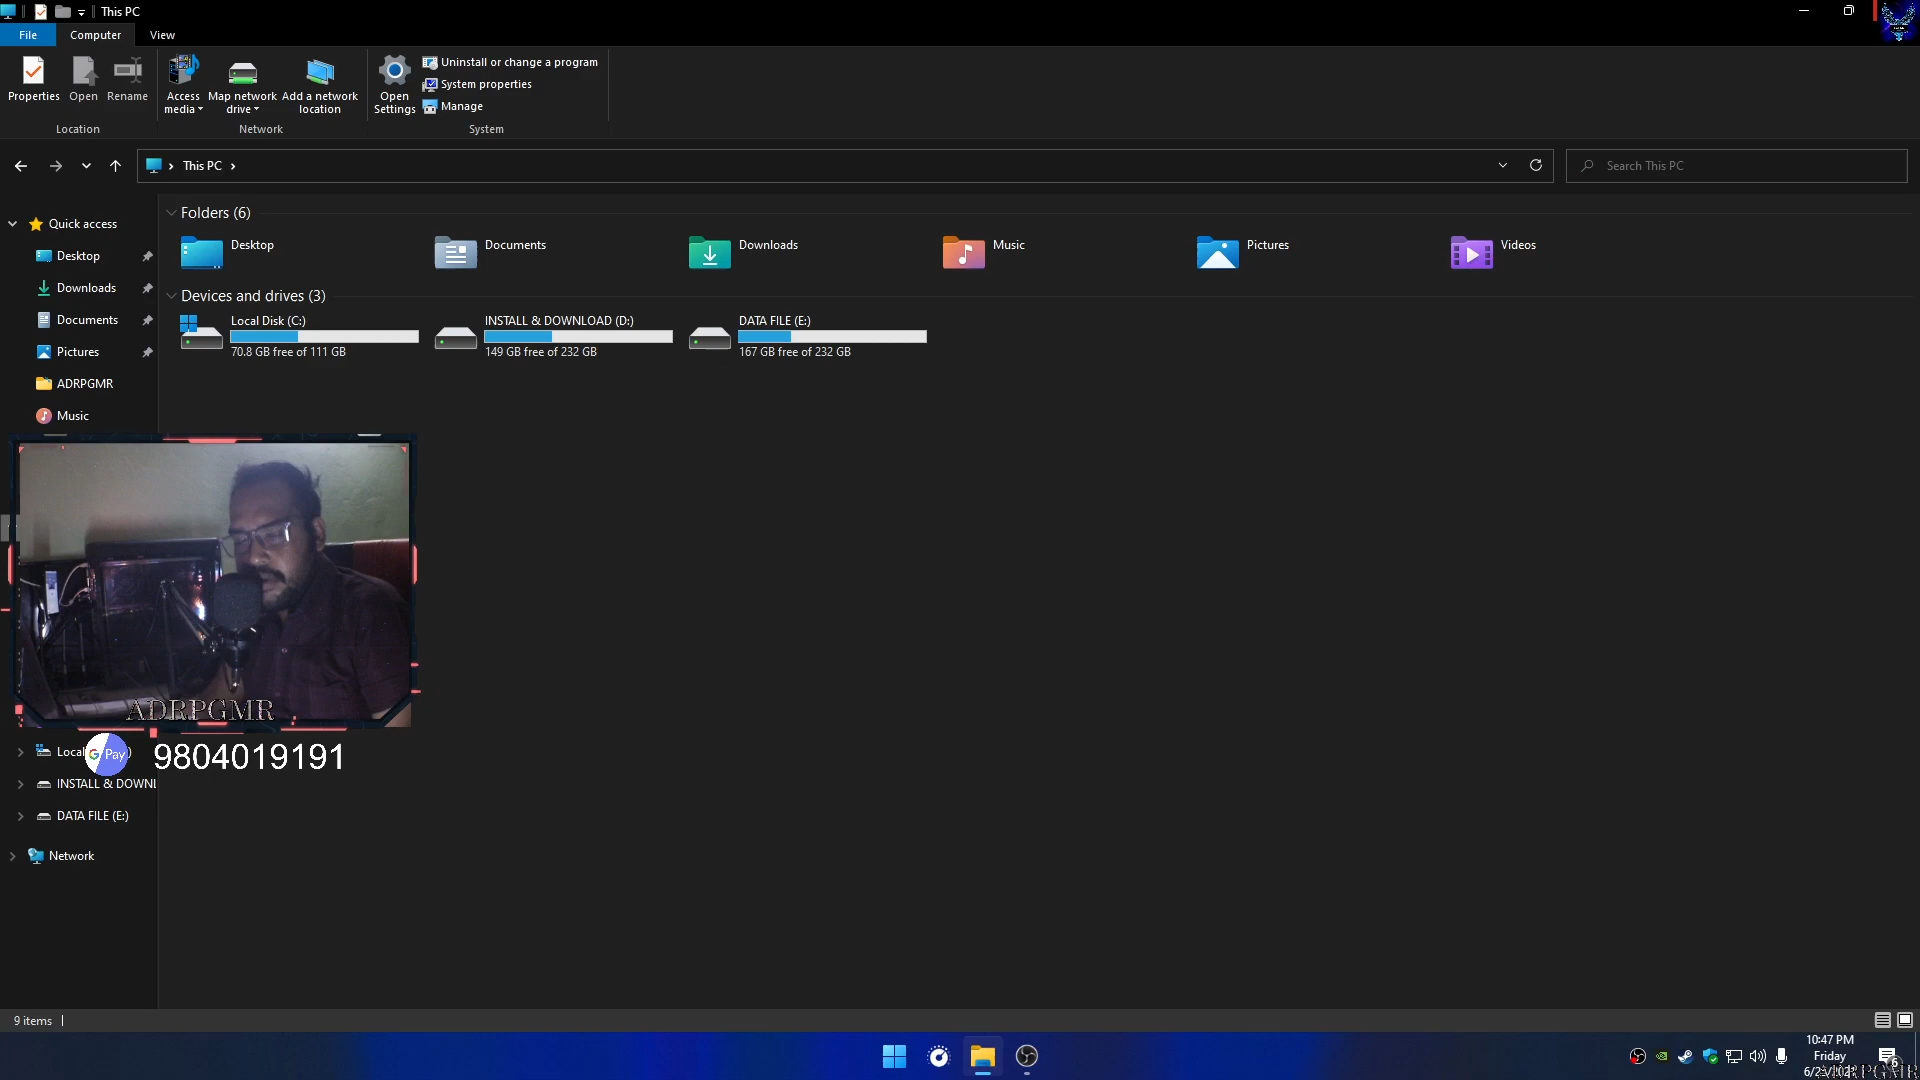 This PC
File Computer View
Properties Open Rename
Access media
Map network drive
Add a network location
Open Settings
Uninstall or change a program
System properties
Manage
Location Network System
This PC
Search This PC
Quick access
Desktop
Downloads
Documents
Pictures
ADRPGMR
Music
Folders (6)
Desktop Documents Downloads Music Pictures Videos
Devices and drives (3)
Local Disk (C:) INSTALL & DOWNLOAD (D:) DATA FILE (E:)
70.8 GB free of 111 GB 149 GB free of 232 GB 167 GB free of 232 GB
ADRPGMR
G Pay 9804019191
INSTALL & DOWNL
DATA FILE (E:)
Network
9 items
10:47 PM
Friday
ADRPGMR